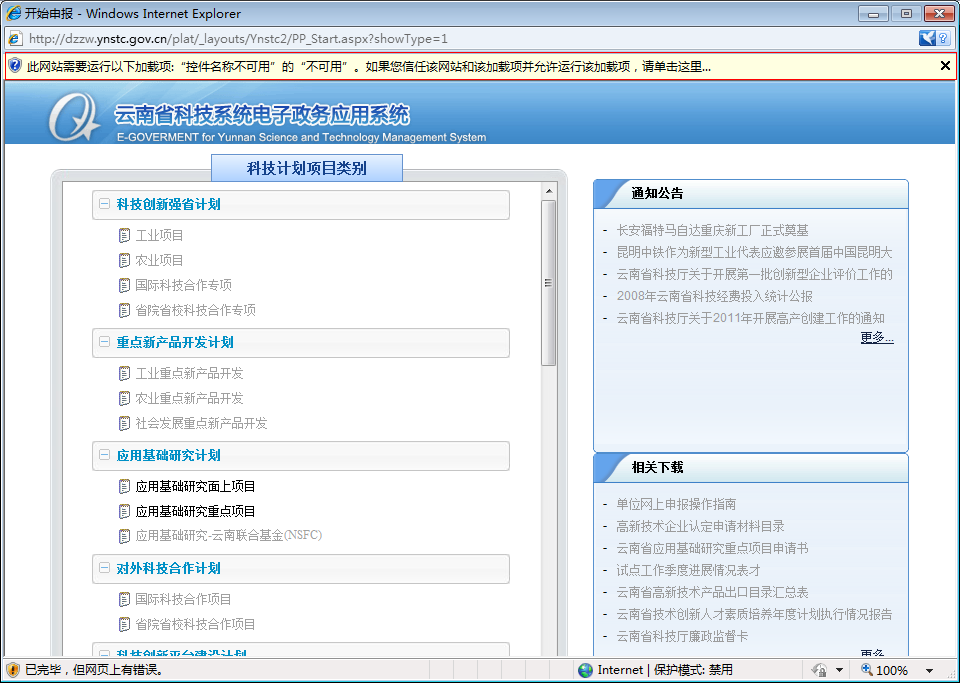 开始申报 - Windows Internet Explorer
http://dzzw.ynstc.gov.cn/plat/_layouts/Ynstc2/PP_Start.aspx?showType=1
此网站需要运行以下加载项:“控件名称不可用”的“不可用”。如果您信任该网站和该加载项并允许运行该加载项，请单击这里...
云南省科技系统电子政务应用系统
E-GOVERMENT for Yunnan Science and Technology Management System
科技计划项目类别
科技创新强省计划
工业项目
农业项目
国际科技合作专项
省院省校科技合作专项
重点新产品开发计划
工业重点新产品开发
农业重点新产品开发
社会发展重点新产品开发
应用基础研究计划
应用基础研究面上项目
应用基础研究重点项目
应用基础研究-云南联合基金(NSFC)
对外科技合作计划
国际科技合作项目
省院省校科技合作项目
科技创新平台建设计划
通知公告
- 长安福特马自达重庆新工厂正式奠基
- 昆明中铁作为新型工业代表应邀参展首届中国昆明大
- 云南省科技厅关于开展第一批创新型企业评价工作的
- 2008年云南省科技经费投入统计公报
- 云南省科技厅关于2011年开展高产创建工作的通知
更多...
相关下载
- 单位网上申报操作指南
- 高新技术企业认定申请材料目录
- 云南省应用基础研究重点项目申请书
- 试点工作季度进展情况表才
- 云南省高新技术产品出口目录汇总表
- 云南省技术创新人才素质培养年度计划执行情况报告
- 云南省科技厅廉政监督卡
更多...
已完毕，但网页上有错误。
Internet | 保护模式: 禁用
100%